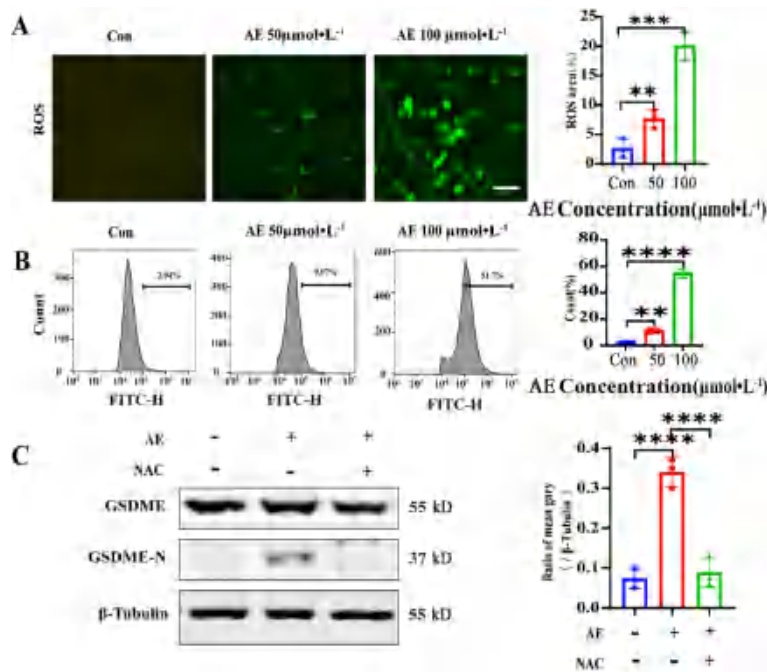 A
Con
AE 50μmol•L⁻¹
AE 100 μmol•L⁻¹
ROS
***
**
ROS area(%)
25
20
15
10
5
0
Con 50 100
AE Concentration(μmol•L⁻¹)
B
Con
AE 50μmol•L⁻¹
AE 100 μmol•L⁻¹
Count
FITC-H
FITC-H
FITC-H
****
**
80
60
40
20
0
Con 50 100
AE Concentration(μmol•L⁻¹)
C
AE - + +
NAC - - +
GSDME 55 kD
GSDME-N 37 kD
β-Tubulin 55 kD
****
****
Ratio of mean gary
( / β-Tubulin )
0.4
0.3
0.2
0.1
0.0
AE - + +
NAC - - +